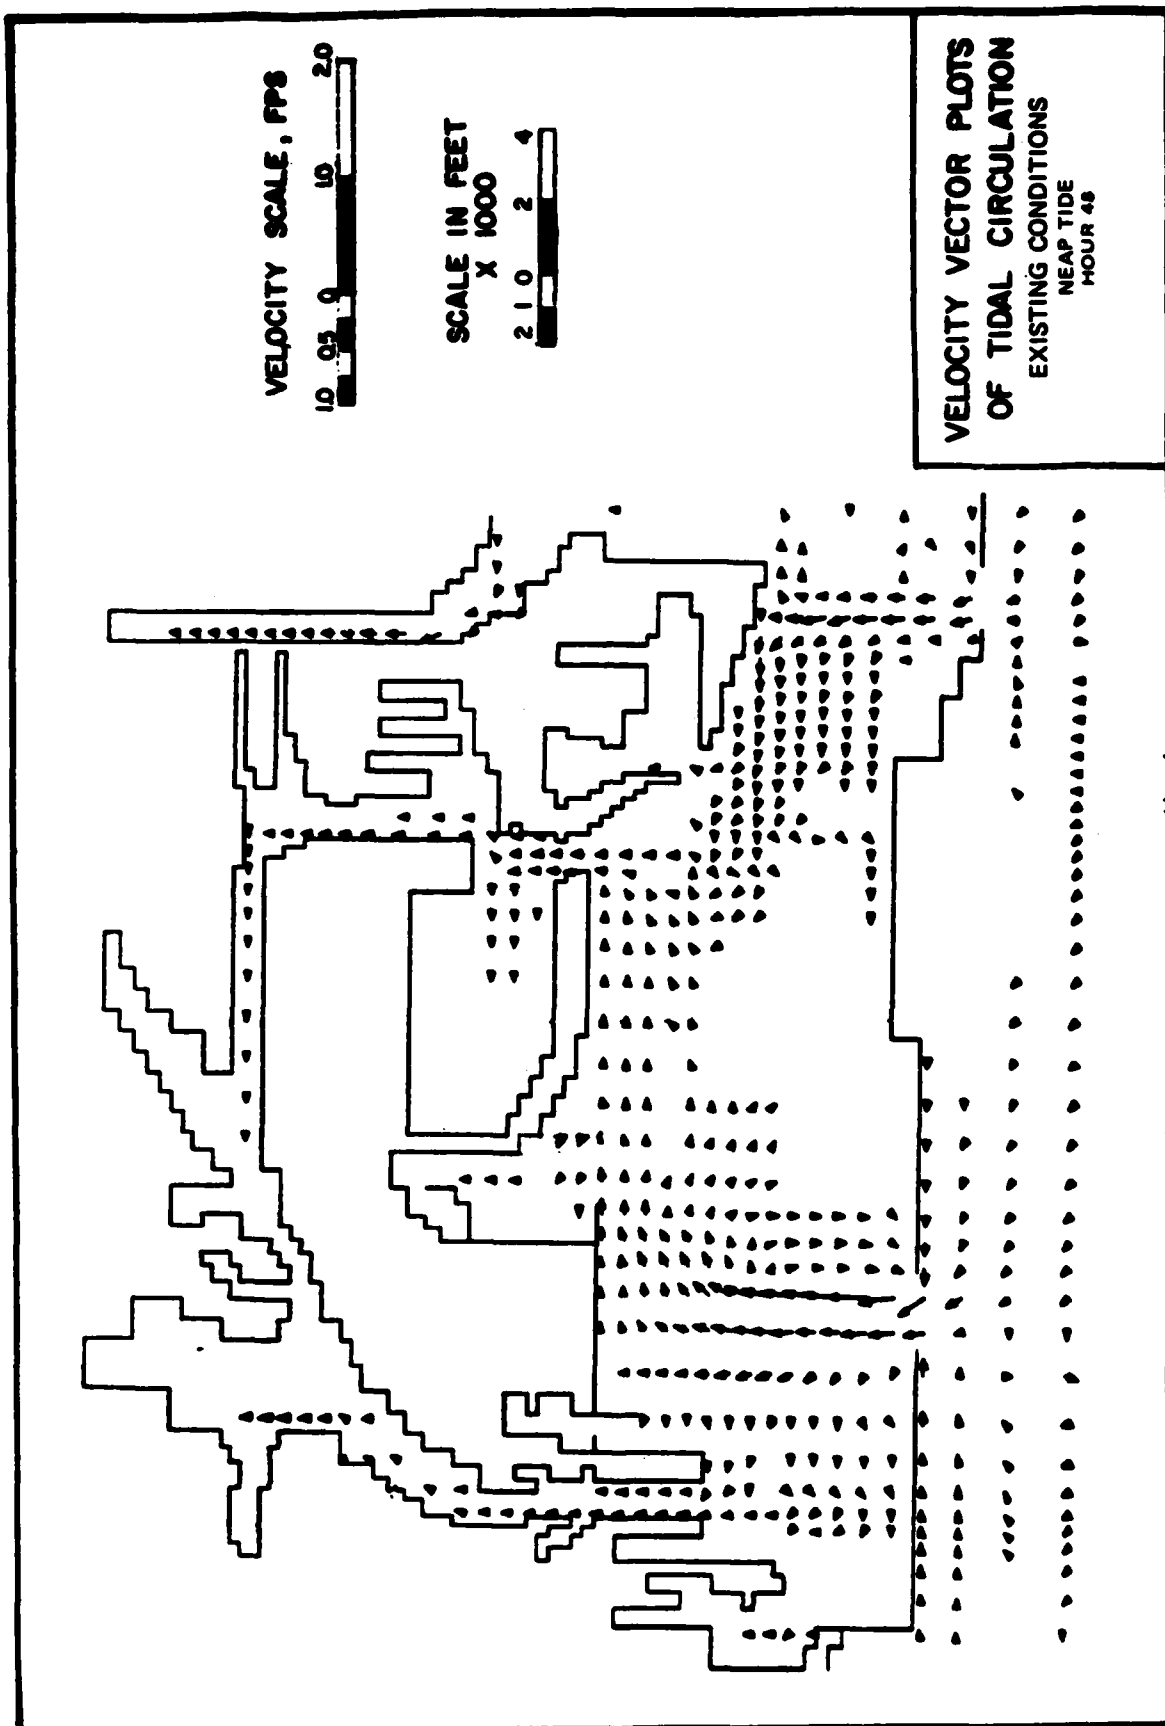 VELOCITY SCALE, FPS
1.0 0.5 0 1.0 2.0
SCALE IN FEET
X 1000
2 1 0 2 4
VELOCITY VECTOR PLOTS
OF TIDAL CIRCULATION
EXISTING CONDITIONS
NEAP TIDE
HOUR 48